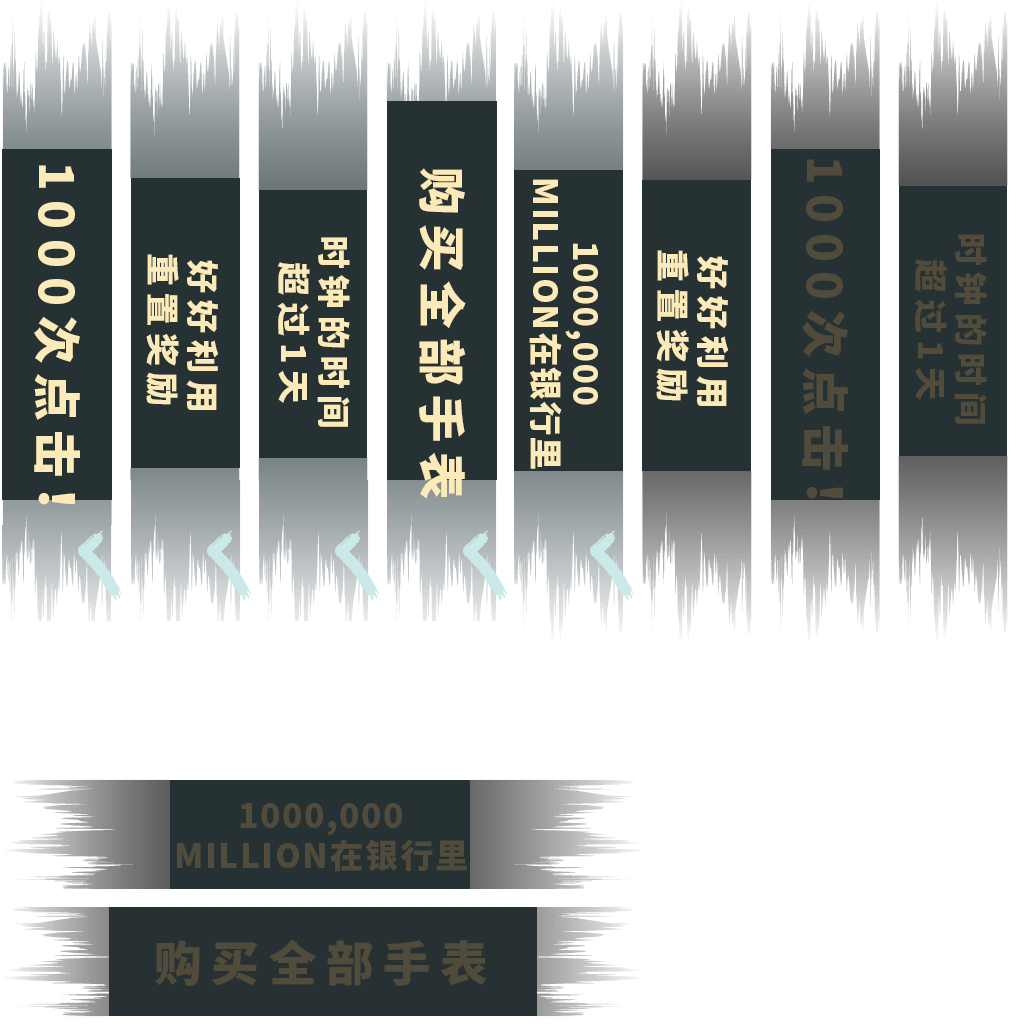 1000次点击!
好好利用
重置奖励
时钟的时间
超过1天
购买全部手表
1000,000
MILLION在银行里
好好利用
重置奖励
1000次点击!
时钟的时间
超过1天
1000,000
MILLION在银行里
购买全部手表